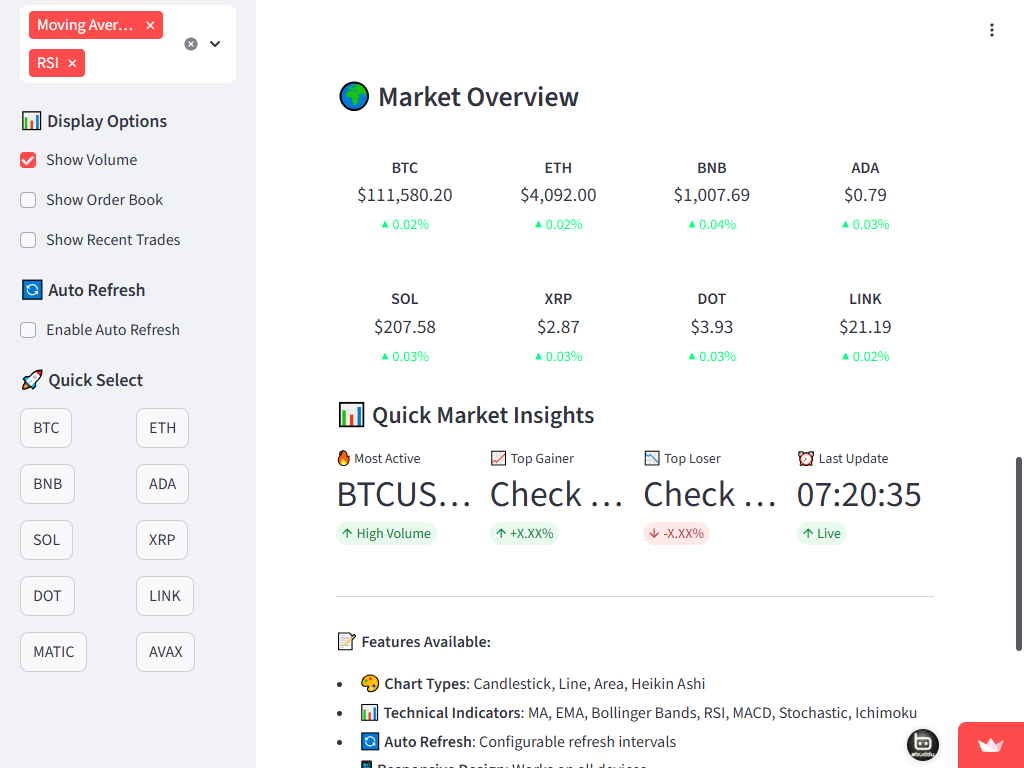 Moving Aver...
RSI
Display Options
Show Volume
Show Order Book
Show Recent Trades
Auto Refresh
Enable Auto Refresh
Quick Select
BTC ETH
BNB ADA
SOL XRP
DOT LINK
MATIC AVAX
Market Overview
BTC ETH BNB ADA
$111,580.20 $4,092.00 $1,007.69 $0.79
▲ 0.02% ▲ 0.02% ▲ 0.04% ▲ 0.03%
SOL XRP DOT LINK
$207.58 $2.87 $3.93 $21.19
▲ 0.03% ▲ 0.03% ▲ 0.03% ▲ 0.02%
Quick Market Insights
Most Active Top Gainer Top Loser Last Update
BTCUS... Check ... Check ... 07:20:35
↑ High Volume ↑ +X.XX% ↓ -X.XX% ↑ Live
Features Available:
• Chart Types: Candlestick, Line, Area, Heikin Ashi
• Technical Indicators: MA, EMA, Bollinger Bands, RSI, MACD, Stochastic, Ichimoku
• Auto Refresh: Configurable refresh intervals
Responsive Design: Works on all devices